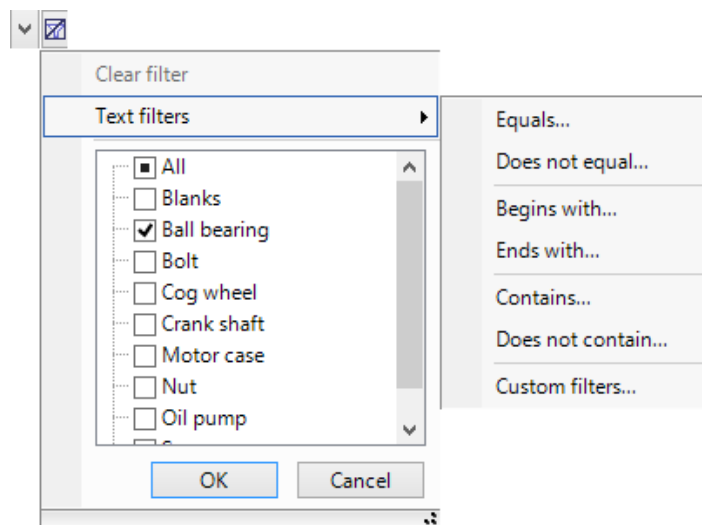 Clear filter
Text filters
All
Blanks
Ball bearing
Bolt
Cog wheel
Crank shaft
Motor case
Nut
Oil pump
OK
Cancel
Equals...
Does not equal...
Begins with...
Ends with...
Contains...
Does not contain...
Custom filters...